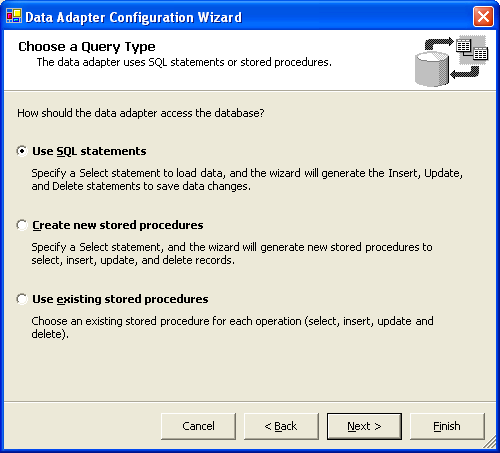 Data Adapter Configuration Wizard
Choose a Query Type
The data adapter uses SQL statements or stored procedures.
How should the data adapter access the database?
Use SQL statements
Specify a Select statement to load data, and the wizard will generate the Insert, Update,
and Delete statements to save data changes.
Create new stored procedures
Specify a Select statement, and the wizard will generate new stored procedures to
select, insert, update, and delete records.
Use existing stored procedures
Choose an existing stored procedure for each operation (select, insert, update and
delete).
Cancel
< Back
Next >
Finish